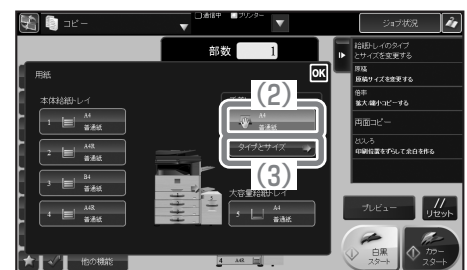 コピー
送信中
プリンター
ジョブ状況
部数 1
給紙トレイのタイプ
とサイズを変更する
原稿
原稿サイズを変更する
倍率
拡大/縮小コピーする
両面コピー
とじしろ
印刷位置をずらして余白を作る
用紙
OK
本体給紙トレイ
1 A4
普通紙
2 A4R
普通紙
3 B4
普通紙
4 A4R
普通紙
(2)
A4
普通紙
タイプとサイズ
(3)
大容量給紙トレイ
5 A4
普通紙
プレビュー
リセット
白黒
スタート
カラー
スタート
他の機能
4 A4R